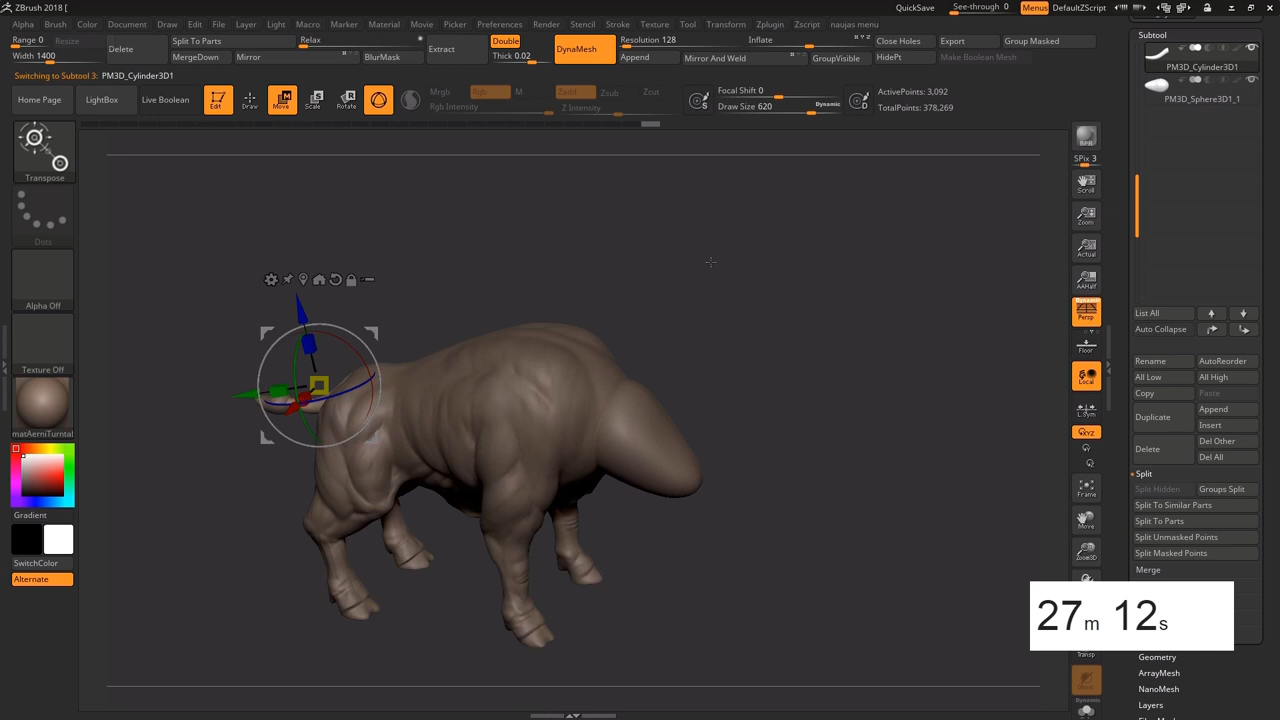 ZBrush 2018 [
QuickSave See-through 0 Menus DefaultZScript
Alpha Brush Color Document Draw Edit File Layer Light Macro Marker Material Movie Picker Preferences Render Stencil Stroke Texture Tool Transform Zplugin Zscript naujas menu
Range 0 Resize
Width 1400
Delete
Split To Parts
MergeDown
Relax
Mirror
BlurMask
Extract
Double
Thick 0.02
DynaMesh
Resolution 128
Append
Inflate
Mirror And Weld
GroupVisible
Close Holes
HidePt
Export
Make Boolean Mesh
Group Masked
Switching to Subtool 3: PM3D_Cylinder3D1
Home Page
LightBox
Live Boolean
Edit
Draw
Move
Scale
Rotate
Mrgb Rgb M
Rgb Intensity
Zadd Zsub Zcut
Z Intensity
S
Focal Shift 0
Draw Size 620
Dynamic
D
ActivePoints: 3,092
TotalPoints: 378,269
Transpose
Dots
Alpha Off
Texture Off
matAerniTurntal
Gradient
SwitchColor
Alternate
BPR
SPix 3
Scroll
Zoom
Actual
AAHalf
Dynamic
Persp
Floor
Local
L.Sym
XYZ
Frame
Move
Zoom3D
Transp
Dynamic
Subtool
PM3D_Cylinder3D1
PM3D_Sphere3D1_1
List All
Auto Collapse
Rename AutoReorder
All Low All High
Copy Paste
Duplicate
Append
Insert
Delete
Del Other
Del All
Split
Split Hidden Groups Split
Split To Similar Parts
Split To Parts
Split Unmasked Points
Split Masked Points
Merge
27m 12s
Geometry
ArrayMesh
NanoMesh
Layers